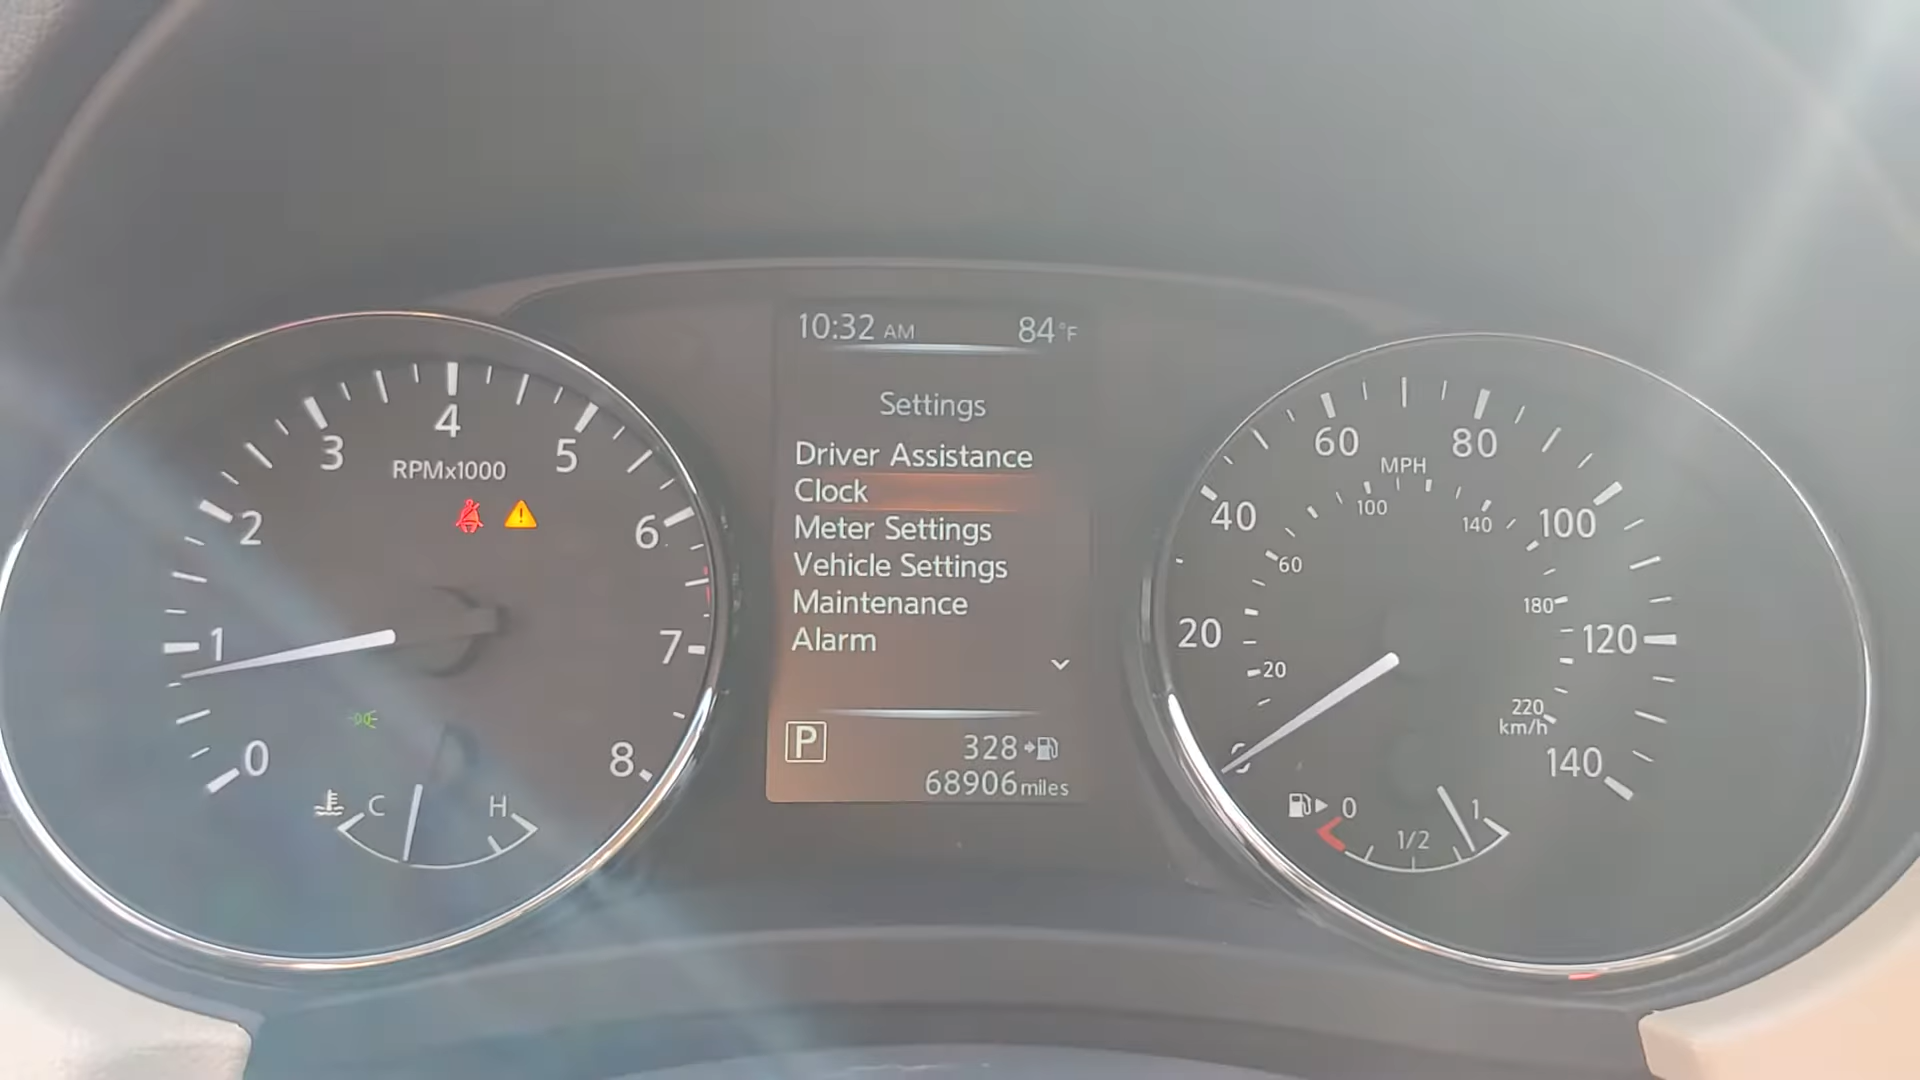 10:32 AM 84°F
Settings
Driver Assistance
Clock
Meter Settings
Vehicle Settings
Maintenance
Alarm
P 328
68906 miles
0 1 2 3 4 5 6 7 8
RPMx1000
C H
0 20 40 60 80 100 120 140
MPH
20 60 100 140 180 220
km/h
0 1/2 1